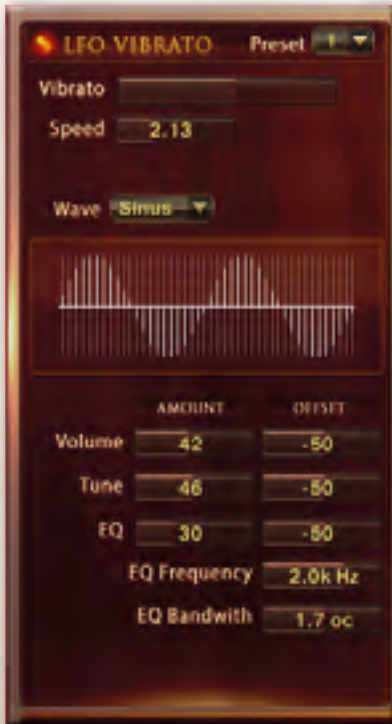 LFO VIBRATO Preset 1
Vibrato
Speed 2.13
Wave Sinus
AMOUNT OFFSET
Volume 42 -50
Tune 46 -50
EQ 30 -50
EQ Frequency 2.0k Hz
EQ Bandwith 1.7 oc